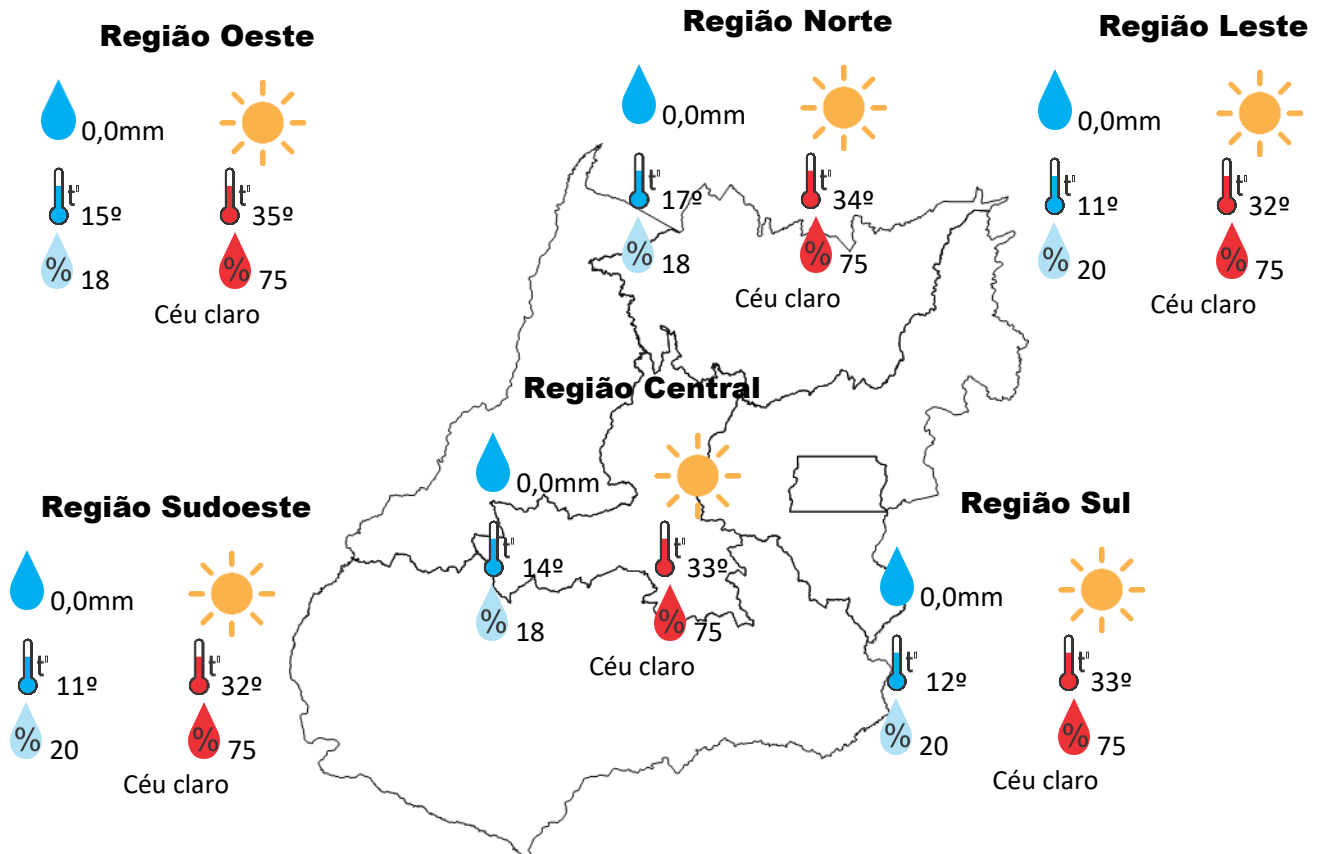 Região Oeste
0,0mm
t°
15º
35º
% 18
% 75
Céu claro
Região Norte
0,0mm
t°
17º
t°
34º
% 18
% 75
Céu claro
Região Leste
0,0mm
t°
11º
t°
32º
% 20
% 75
Céu claro
Região Central
0,0mm
t°
14º
t°
33º
% 18
% 75
Céu claro
Região Sudoeste
0,0mm
t°
11º
t°
32º
% 20
% 75
Céu claro
Região Sul
0,0mm
t°
12º
t°
33º
% 20
% 75
Céu claro